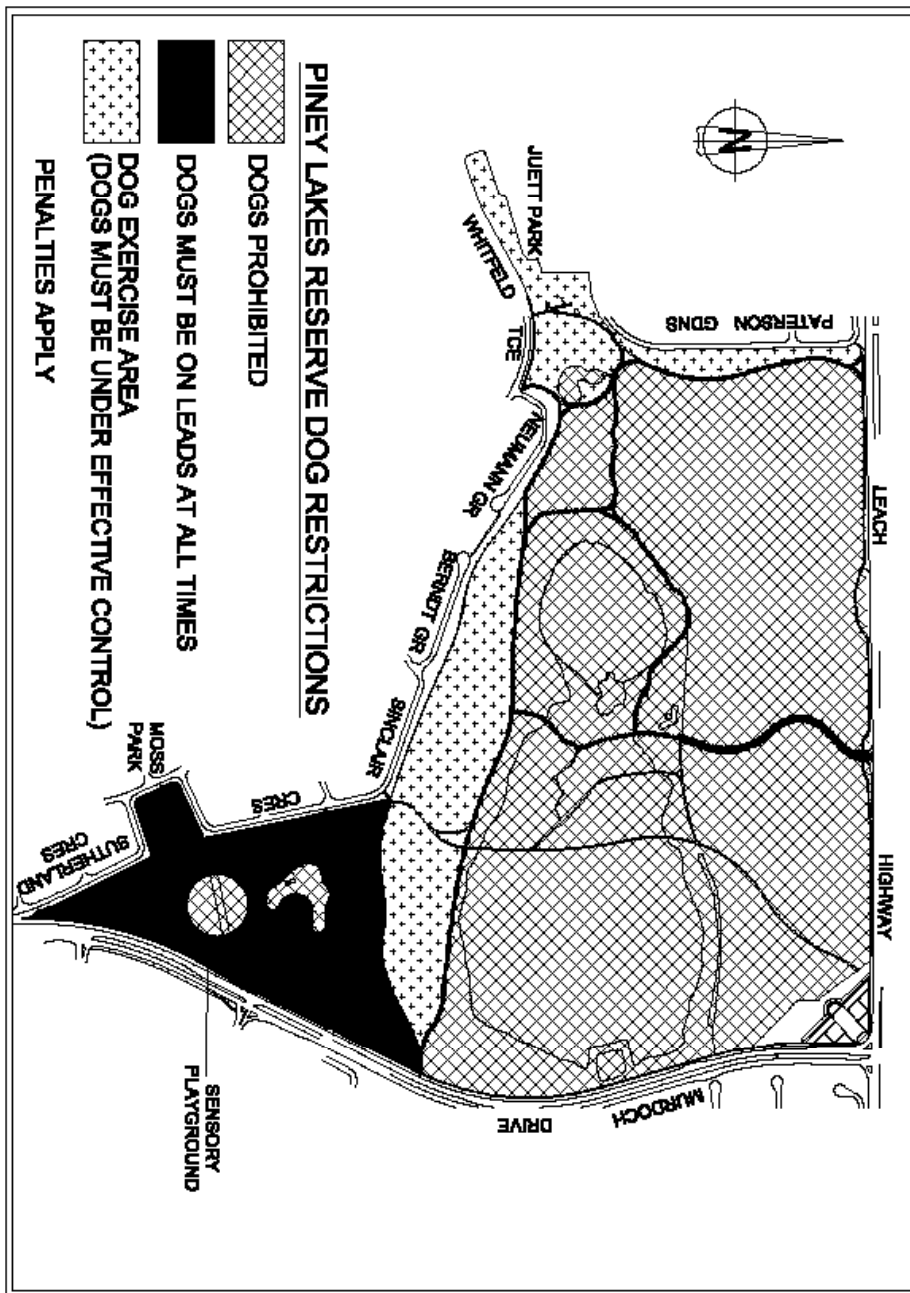 N
JUETT PARK
WHITFELD
TCE
PATERSON GDNS
LEACH
HIGHWAY
NEUMANN GR
BERNDT GR
SINCLAIR
CRES
MOSS
PARK
SUTHERLAND
CRES
MURDOCH
DRIVE
SENSORY
PLAYGROUND
PINEY LAKES RESERVE DOG RESTRICTIONS
DOGS PROHIBITED
DOGS MUST BE ON LEADS AT ALL TIMES
DOG EXERCISE AREA
(DOGS MUST BE UNDER EFFECTIVE CONTROL)
PENALTIES APPLY